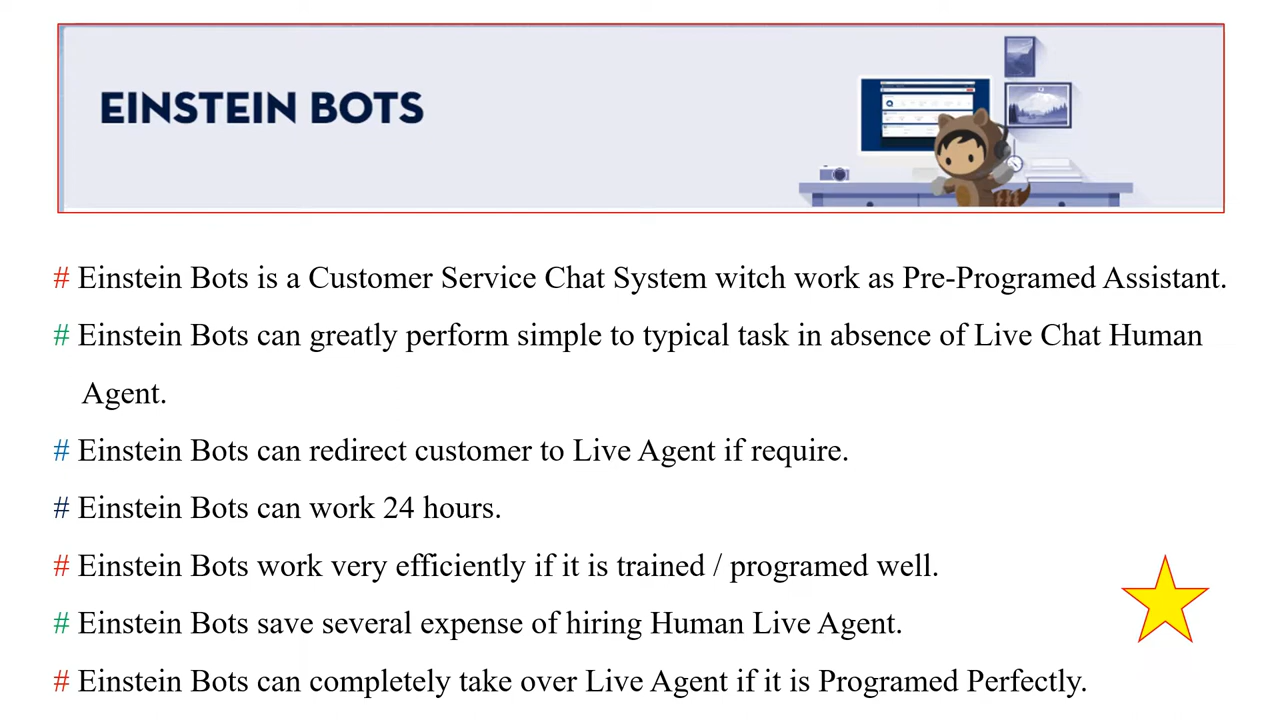 EINSTEIN BOTS
# Einstein Bots is a Customer Service Chat System witch work as Pre-Programed Assistant.
# Einstein Bots can greatly perform simple to typical task in absence of Live Chat Human
Agent.
# Einstein Bots can redirect customer to Live Agent if require.
# Einstein Bots can work 24 hours.
# Einstein Bots work very efficiently if it is trained / programed well.
# Einstein Bots save several expense of hiring Human Live Agent.
# Einstein Bots can completely take over Live Agent if it is Programed Perfectly.